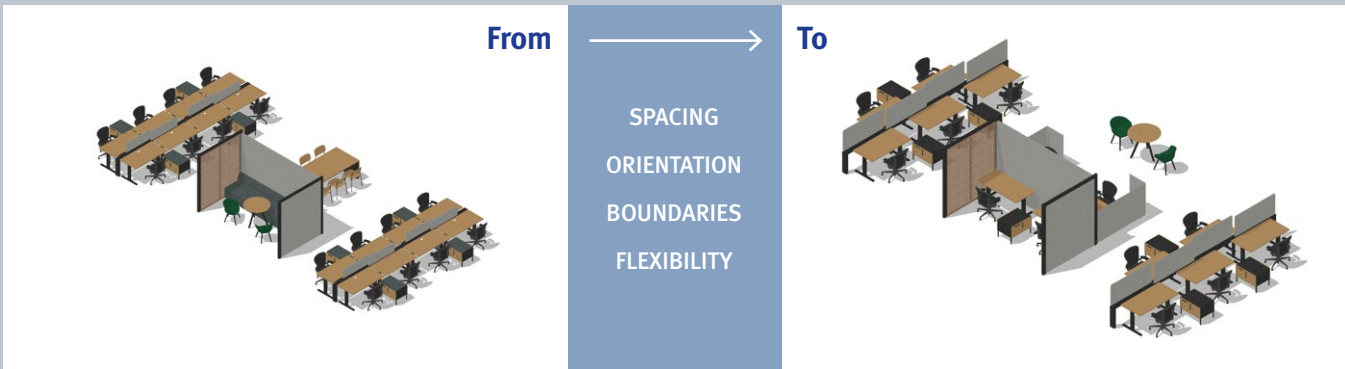 From
To
SPACING
ORIENTATION
BOUNDARIES
FLEXIBILITY